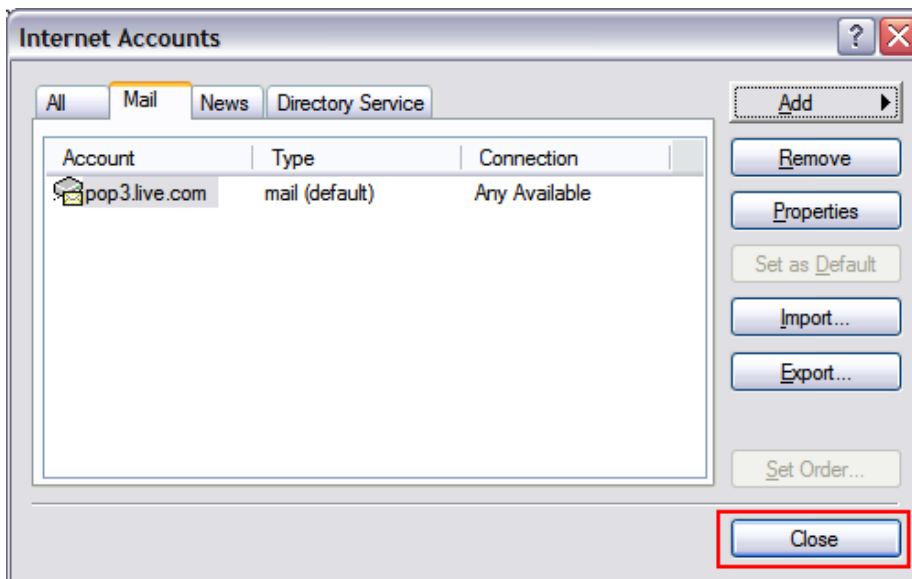 Internet Accounts
?
All Mail News Directory Service
Add
Account Type Connection
pop3.live.com mail (default) Any Available
Remove
Properties
Set as Default
Import...
Export...
Set Order...
Close